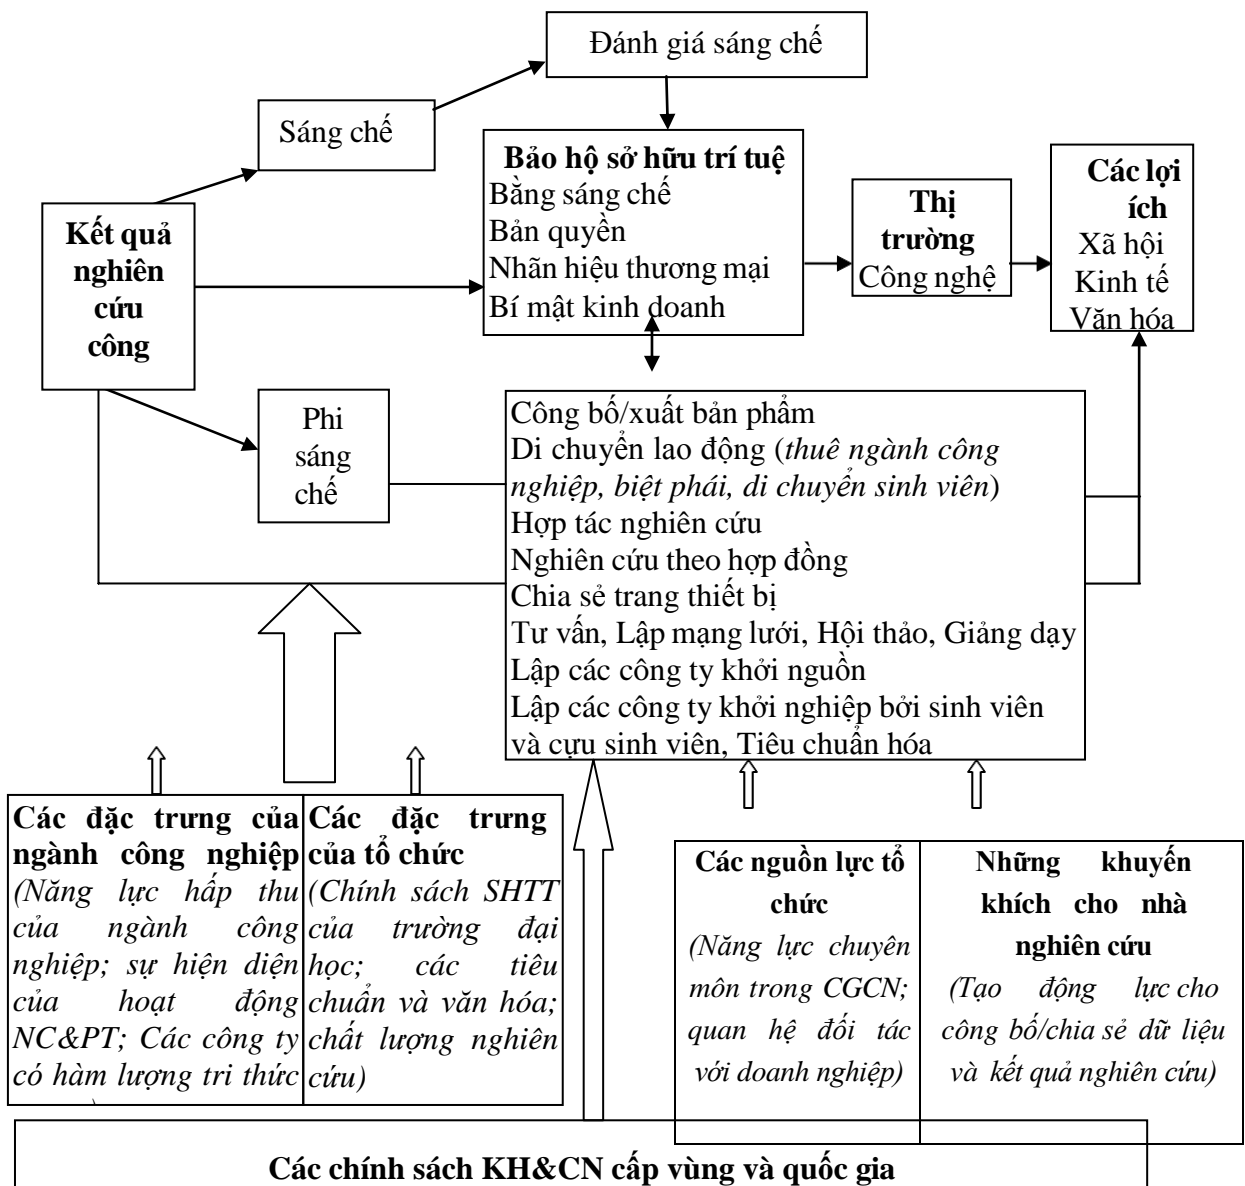 Đánh giá sáng chế
Sáng chế
Bảo hộ sở hữu trí tuệ
Bằng sáng chế
Bản quyền
Nhãn hiệu thương mại
Bí mật kinh doanh
Thị
trường
Công nghệ
Các lợi
ích
Xã hội
Kinh tế
Văn hóa
Kết quả
nghiên
cứu
công
Phi
sáng
chế
Công bố/xuất bản phẩm
Di chuyển lao động (thuê ngành công
nghiệp, biệt phái, di chuyển sinh viên)
Hợp tác nghiên cứu
Nghiên cứu theo hợp đồng
Chia sẻ trang thiết bị
Tư vấn, Lập mạng lưới, Hội thảo, Giảng dạy
Lập các công ty khởi nguồn
Lập các công ty khởi nghiệp bởi sinh viên
và cựu sinh viên, Tiêu chuẩn hóa
Các đặc trưng của
ngành công nghiệp
(Năng lực hấp thu
của ngành công
nghiệp; sự hiện diện
của hoạt động
NC&PT; Các công ty
có hàm lượng tri thức
Các đặc trưng
của tổ chức
(Chính sách SHTT
của trường đại
học; các tiêu
chuẩn và văn hóa;
chất lượng nghiên
cứu)
Các nguồn lực tổ
chức
(Năng lực chuyên
môn trong CGCN;
quan hệ đối tác
với doanh nghiệp)
Những khuyến
khích cho nhà
nghiên cứu
(Tạo động lực cho
công bố/chia sẻ dữ liệu
và kết quả nghiên cứu)
Các chính sách KH&CN cấp vùng và quốc gia